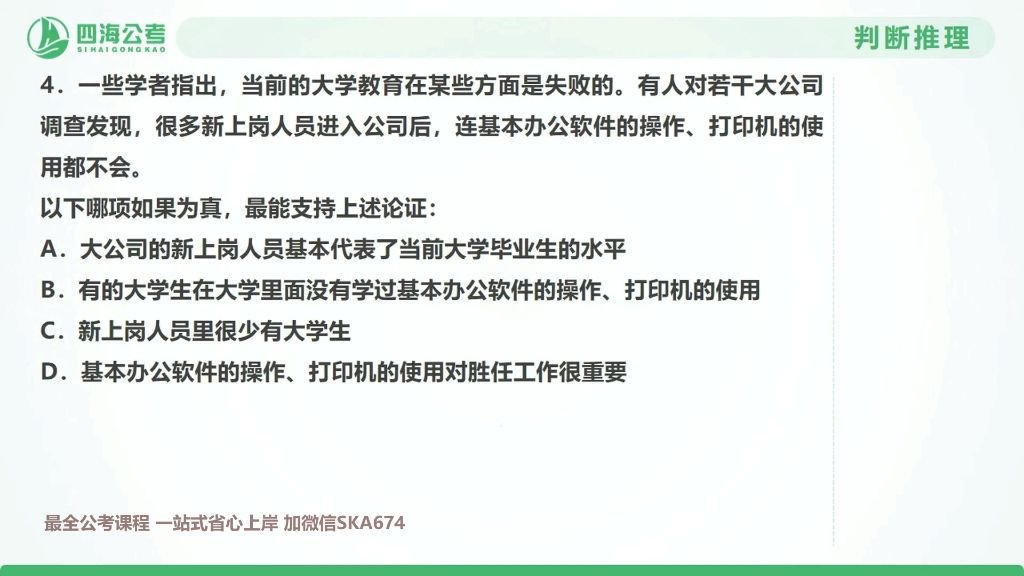 四海公考
SIHAIGONGKAO
判断推理
4．一些学者指出，当前的大学教育在某些方面是失败的。有人对若干大公司
调查发现，很多新上岗人员进入公司后，连基本办公软件的操作、打印机的使
用都不会。
以下哪项如果为真，最能支持上述论证：
A．大公司的新上岗人员基本代表了当前大学毕业生的水平
B．有的大学生在大学里面没有学过基本办公软件的操作、打印机的使用
C．新上岗人员里很少有大学生
D．基本办公软件的操作、打印机的使用对胜任工作很重要
最全公考课程 一站式省心上岸 加微信SKA674